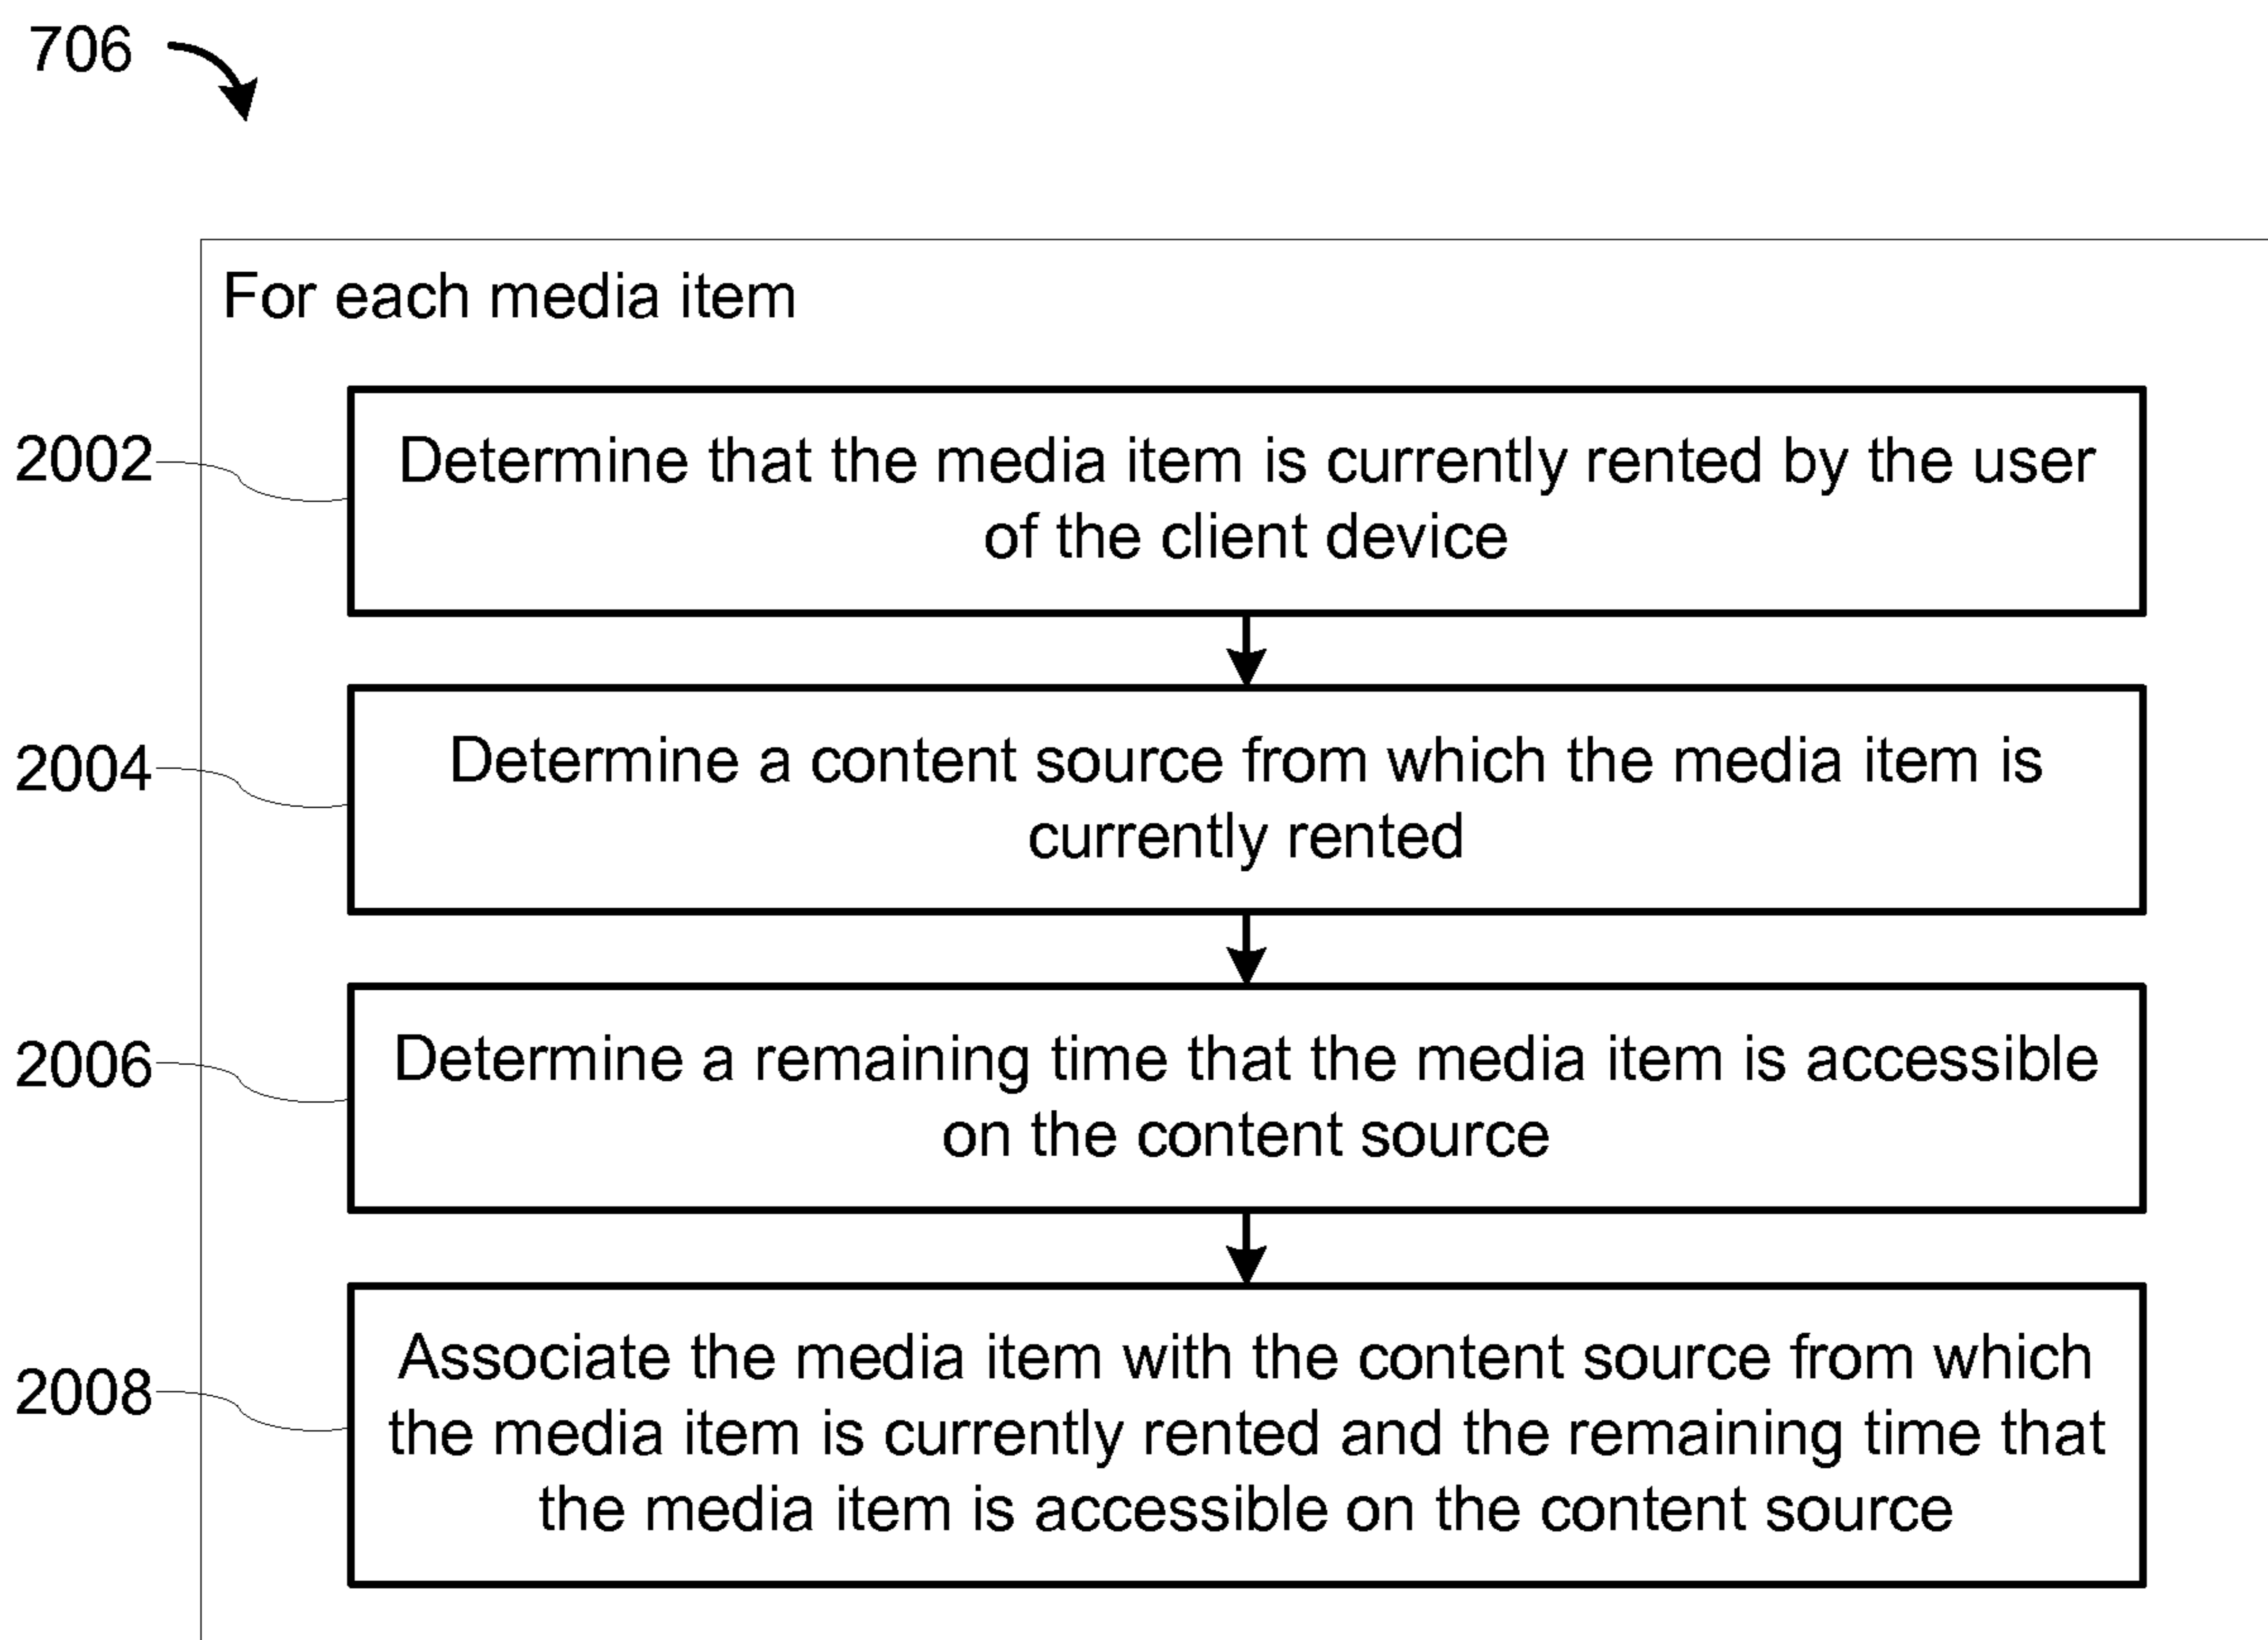 706
For each media item
2002
Determine that the media item is currently rented by the user
of the client device
2004
Determine a content source from which the media item is
currently rented
2006
Determine a remaining time that the media item is accessible
on the content source
2008
Associate the media item with the content source from which
the media item is currently rented and the remaining time that
the media item is accessible on the content source